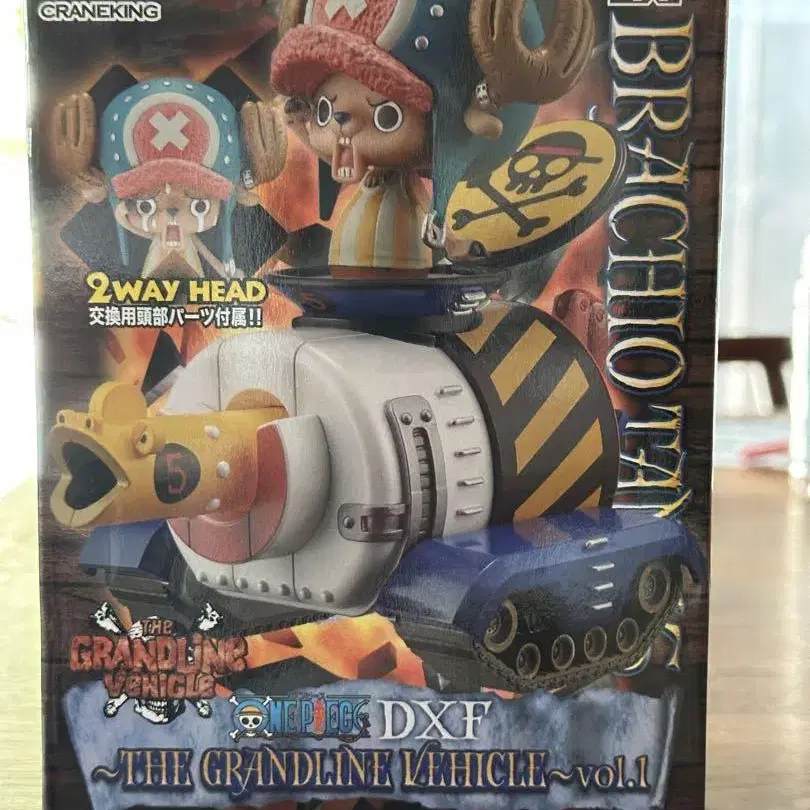 CRANEKING
BRACHIO TAN
2WAY HEAD
交換用頭部パーツ付属!!
5
THE
GRANDLINE
VEHICLE
ONE PIECE DXF
~THE GRANDLINE VEHICLE~vol.1